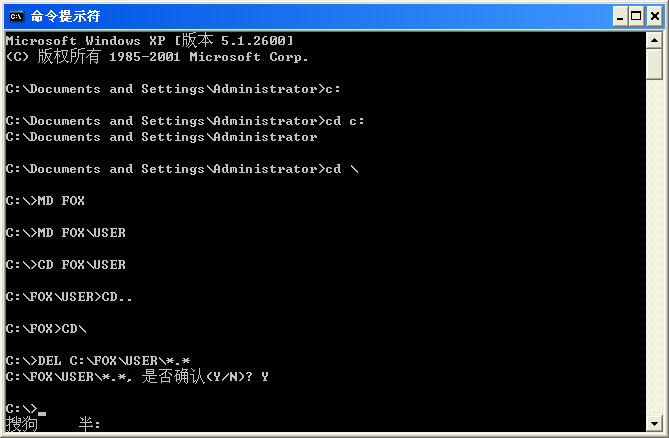 命令提示符
Microsoft Windows XP [版本 5.1.2600]
(C) 版权所有 1985-2001 Microsoft Corp.
C:\Documents and Settings\Administrator>c:
C:\Documents and Settings\Administrator>cd c:
C:\Documents and Settings\Administrator
C:\Documents and Settings\Administrator>cd \
C:\>MD FOX
C:\>MD FOX\USER
C:\>CD FOX\USER
C:\FOX\USER>CD..
C:\FOX>CD\
C:\>DEL C:\FOX\USER\*.*
C:\FOX\USER\*.*, 是否确认(Y/N)? Y
C:\>
搜狗 半: